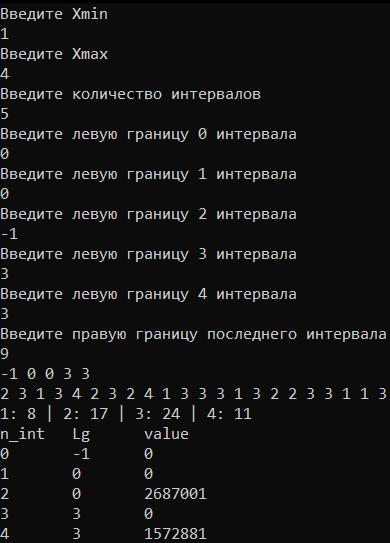 Введите Xmin
1
Введите Xmax
4
Введите количество интервалов
5
Введите левую границу 0 интервала
0
Введите левую границу 1 интервала
0
Введите левую границу 2 интервала
-1
Введите левую границу 3 интервала
3
Введите левую границу 4 интервала
3
Введите правую границу последнего интервала
9
-1 0 0 3 3
2 3 1 3 4 2 3 2 4 1 3 3 3 1 3 2 2 3 3 1 1 3
1: 8 | 2: 17 | 3: 24 | 4: 11
n_int Lg value
0 -1 0
1 0 0
2 0 2687001
3 3 0
4 3 1572881